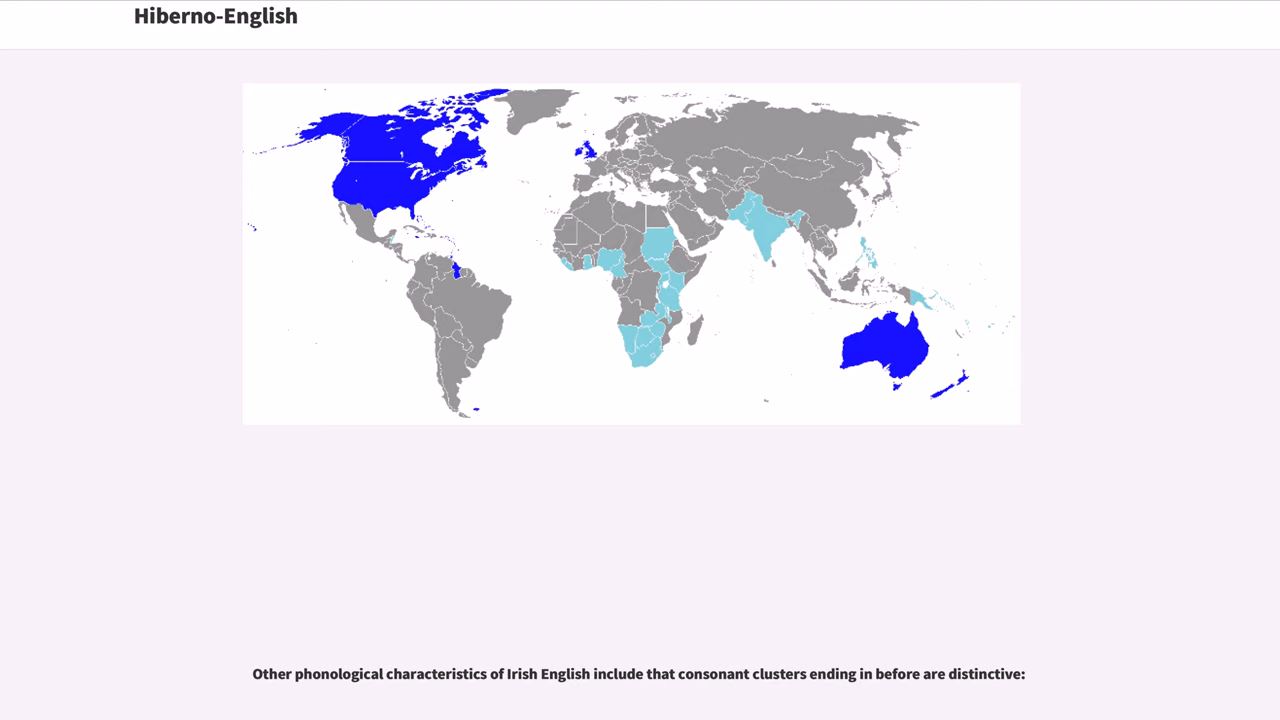 Hiberno-English
Other phonological characteristics of Irish English include that consonant clusters ending in before are distinctive: